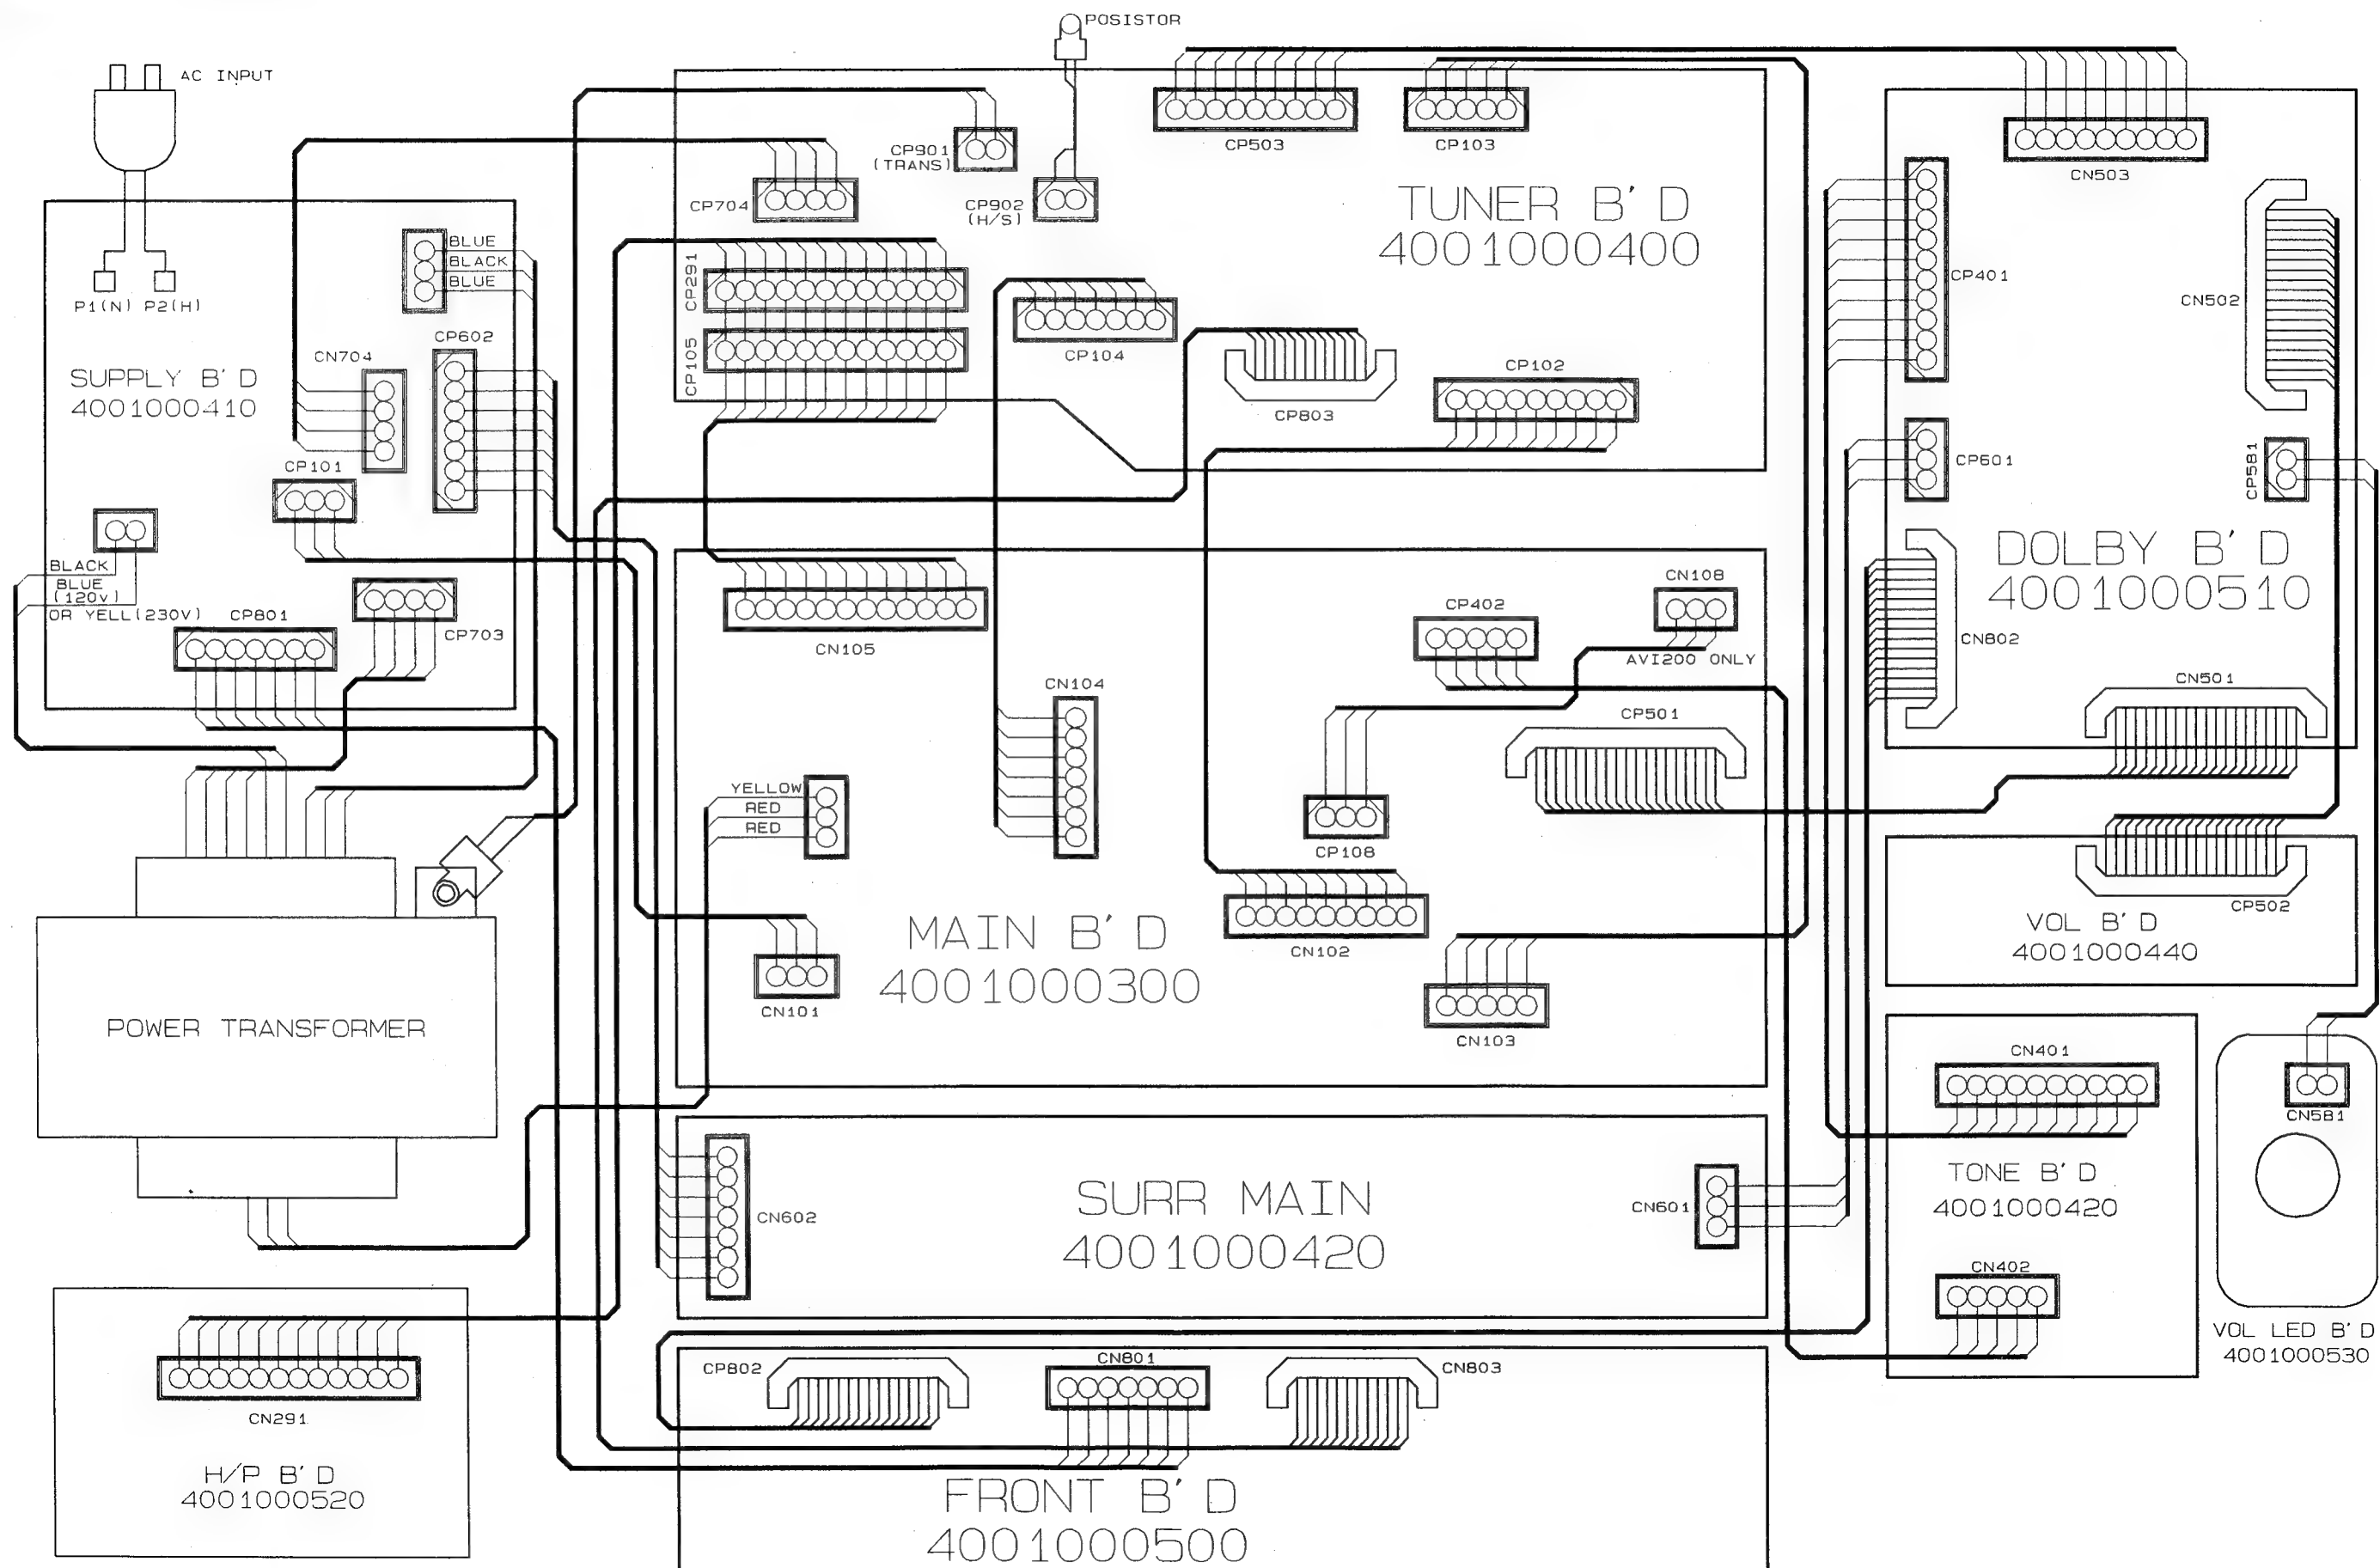 POSISTOR
AC INPUT
P1(N) P2(H)
BLUE
BLACK
BLUE
CP602
CN704
SUPPLY B'D
4001000410
CP101
BLACK
BLUE
(120v)
OR YELL(230V)
CP801
CP703
CP901
(TRANS)
CP704
CP902
(H/S)
CP503
CP103
TUNER B'D
4001000400
CP291
CP105
CP104
CP803
CP102
CN503
CP401
CN502
CP601
CP581
DOLBY B'D
4001000510
CN802
CN501
CN105
CP402
CN108
AVI200 ONLY
CN104
CP501
YELLOW
RED
RED
CP108
CN102
MAIN B'D
4001000300
CN101
CN103
CP502
VOL B'D
4001000440
POWER TRANSFORMER
CN401
TONE B'D
4001000420
CN402
CN581
VOL LED B'D
4001000530
CN602
SURR MAIN
4001000420
CN601
CN291
H/P B'D
4001000520
CP802
CN801
CN803
FRONT B'D
4001000500